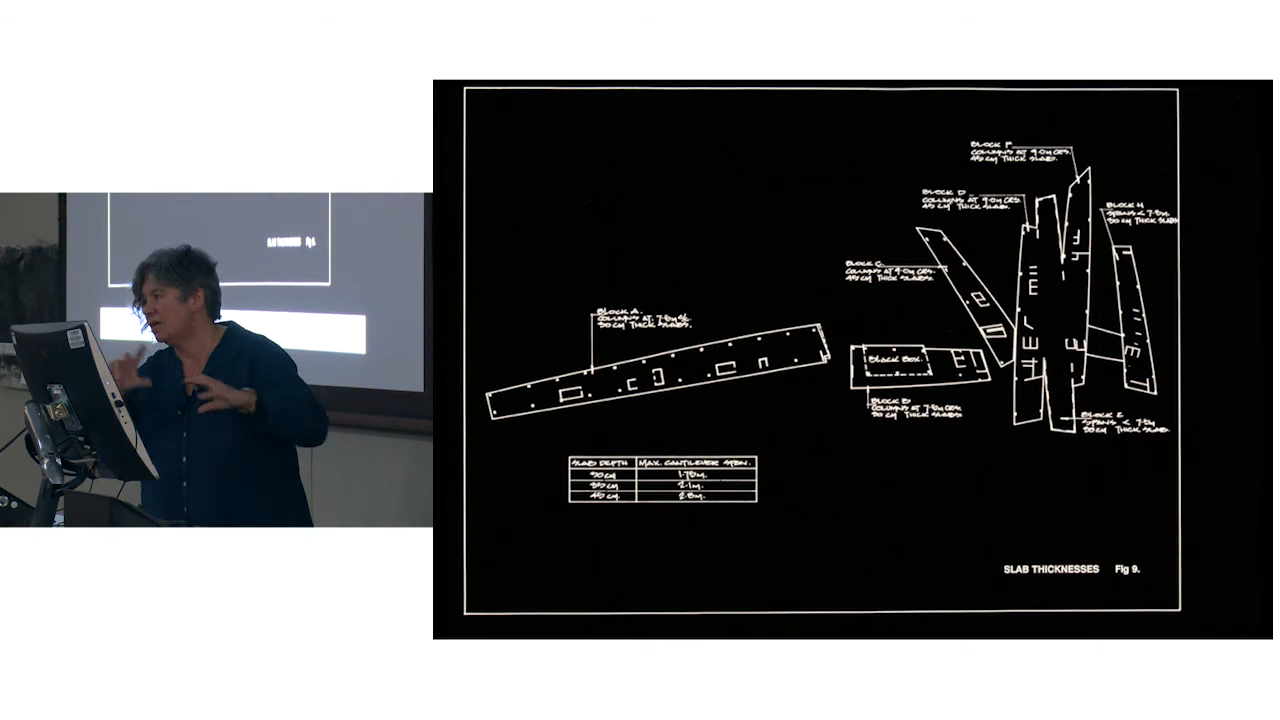 BLOCK F
COLUMNS AT 9.0M CRS.
45 CM THICK SLABS.
BLOCK D
COLUMNS AT 9.0M CRS.
45 CM THICK SLABS.
BLOCK H
SPANS < 7.5M.
30 CM THICK SLABS
BLOCK C.
COLUMNS AT 9.0M CRS.
45 CM THICK SLABS.
BLOCK A.
COLUMNS AT 7.5M C/C
30 CM THICK SLABS.
BLACK BOX.
BLOCK B
COLUMNS AT 7.5M CRS.
30 CM THICK SLABS
BLOCK E
SPANS < 7.5M
30 CM THICK SLAB.
SLAB DEPTH MAX. CANTILEVER SPAN.
30 CM 1.75M.
35 CM 2.1M.
45 CM. 2.8M.
SLAB THICKNESSES Fig 9.
SLAB THICKNESSES